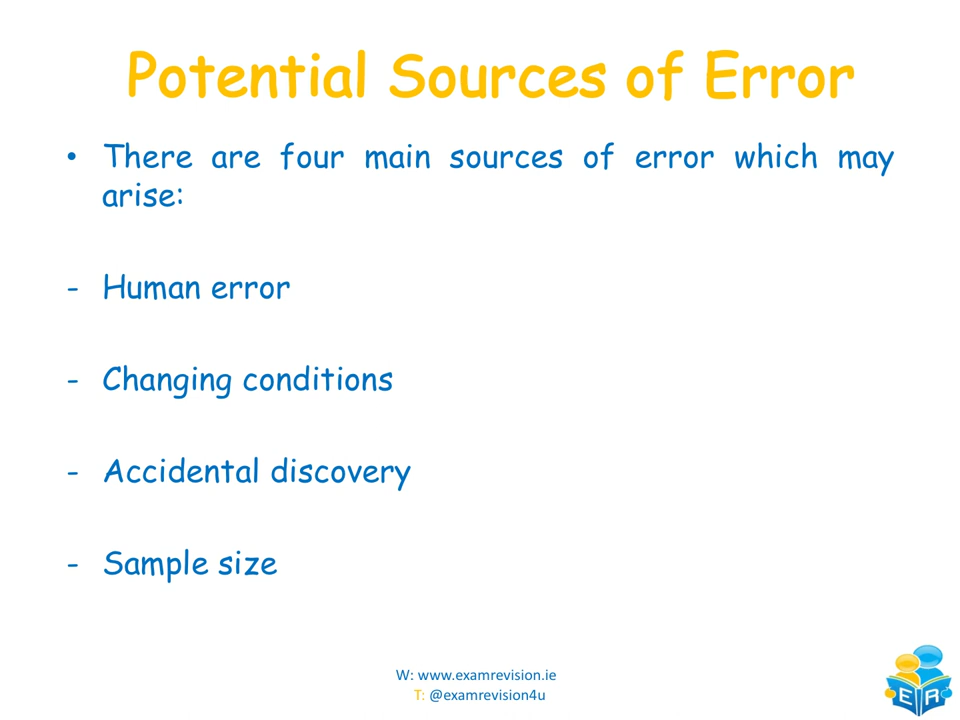 Potential Sources of Error
• There are four main sources of error which may
arise:
- Human error
- Changing conditions
- Accidental discovery
- Sample size
W: www.examrevision.ie
T: @examrevision4u
E R